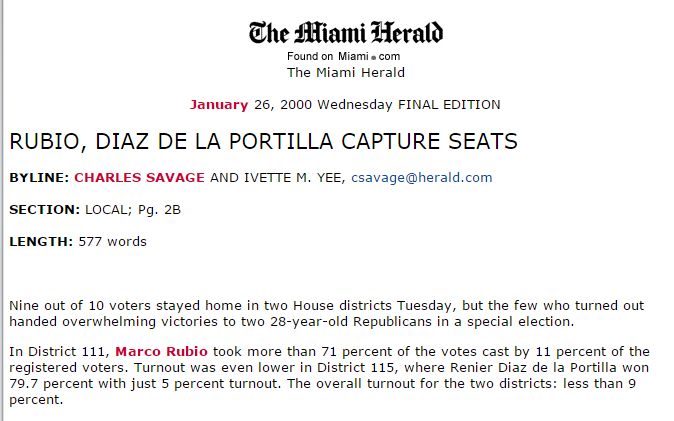 The Miami Herald
Found on Miami.com
The Miami Herald
January 26, 2000 Wednesday FINAL EDITION
RUBIO, DIAZ DE LA PORTILLA CAPTURE SEATS
BYLINE: CHARLES SAVAGE AND IVETTE M. YEE, csavage@herald.com
SECTION: LOCAL; Pg. 2B
LENGTH: 577 words
Nine out of 10 voters stayed home in two House districts Tuesday, but the few who turned out
handed overwhelming victories to two 28-year-old Republicans in a special election.
In District 111, Marco Rubio took more than 71 percent of the votes cast by 11 percent of the
registered voters. Turnout was even lower in District 115, where Renier Diaz de la Portilla won
79.7 percent with just 5 percent turnout. The overall turnout for the two districts: less than 9
percent.